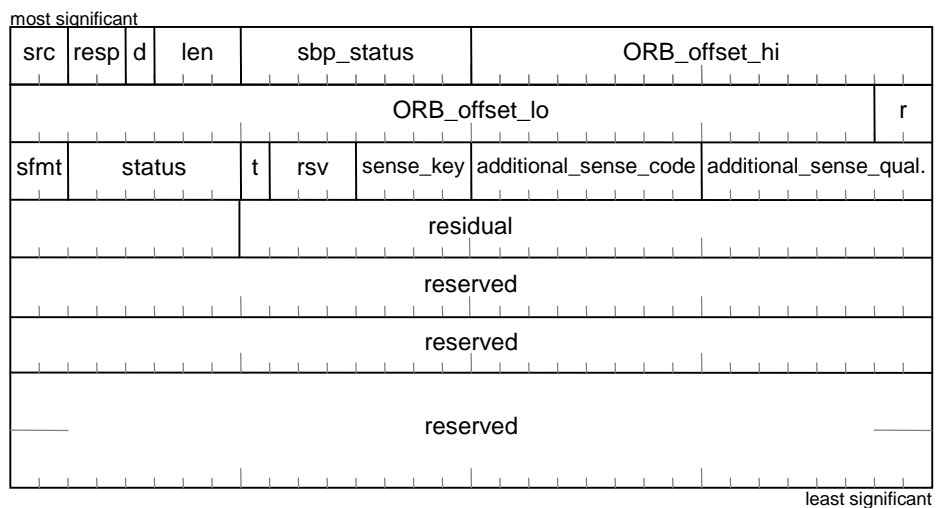 most significant
src resp d len sbp_status ORB_offset_hi
ORB_offset_lo r
sfmt status t rsv sense_key additional_sense_code additional_sense_qual.
residual
reserved
reserved
reserved
least significant